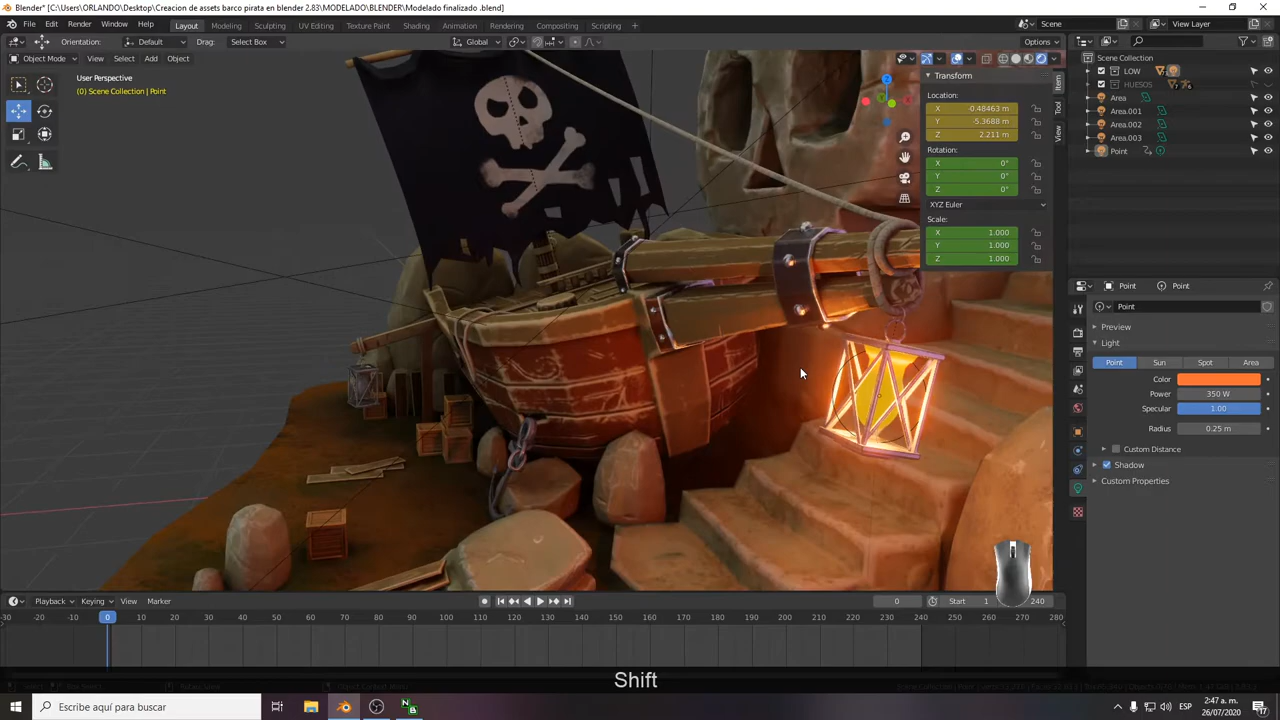 Blender* [C:\Users\ORLANDO\Desktop\Creacion de assets barco pirata en blender 2.83\MODELADO\BLENDER\Modelado finalizado .blend]
File Edit Render Window Help Layout Modeling Sculpting UV Editing Texture Paint Shading Animation Rendering Compositing Scripting Scene View Layer
Orientation: Default Drag: Select Box Global Options
Object Mode View Select Add Object
User Perspective
(0) Scene Collection | Point
Transform
Location:
X -0.48463 m
Y -5.3688 m
Z 2.211 m
Rotation:
X 0°
Y 0°
Z 0°
XYZ Euler
Scale:
X 1.000
Y 1.000
Z 1.000
Item
Tool
View
Scene Collection
LOW
HUESOS
Area
Area.001
Area.002
Area.003
Point
Point Point
Point
Preview
Light
Point Sun Spot Area
Color
Power 350 W
Specular 1.00
Radius 0.25 m
Custom Distance
Shadow
Custom Properties
Playback Keying View Marker 0 Start 1 240
-30 -20 -10 0 10 20 30 40 50 60 70 80 90 100 110 120 130 140 150 160 170 180 190 200 210 220 230 240 250 260 270 280
Shift
Escribe aquí para buscar
ESP
2:47 a.m.
26/07/2020
17